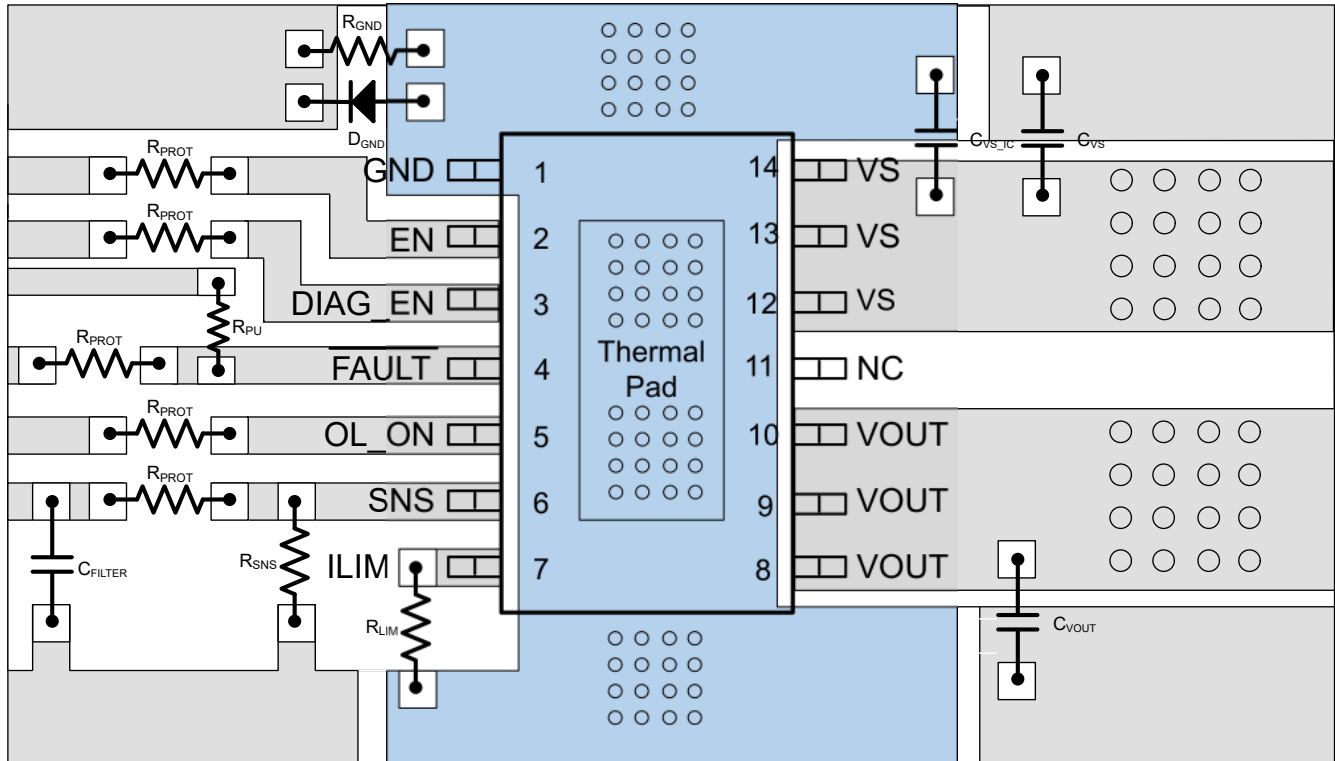 RGND
DGND
CVS_IC
CVS
RPROT
GND
1
14
VS
RPROT
EN
2
13
VS
DIAG_EN
3
12
VS
RPU
RPROT
FAULT
4
Thermal
Pad
11
NC
RPROT
OL_ON
5
10
VOUT
RPROT
SNS
6
9
VOUT
CFILTER
RSNS
ILIM
7
8
VOUT
RLIM
CVOUT